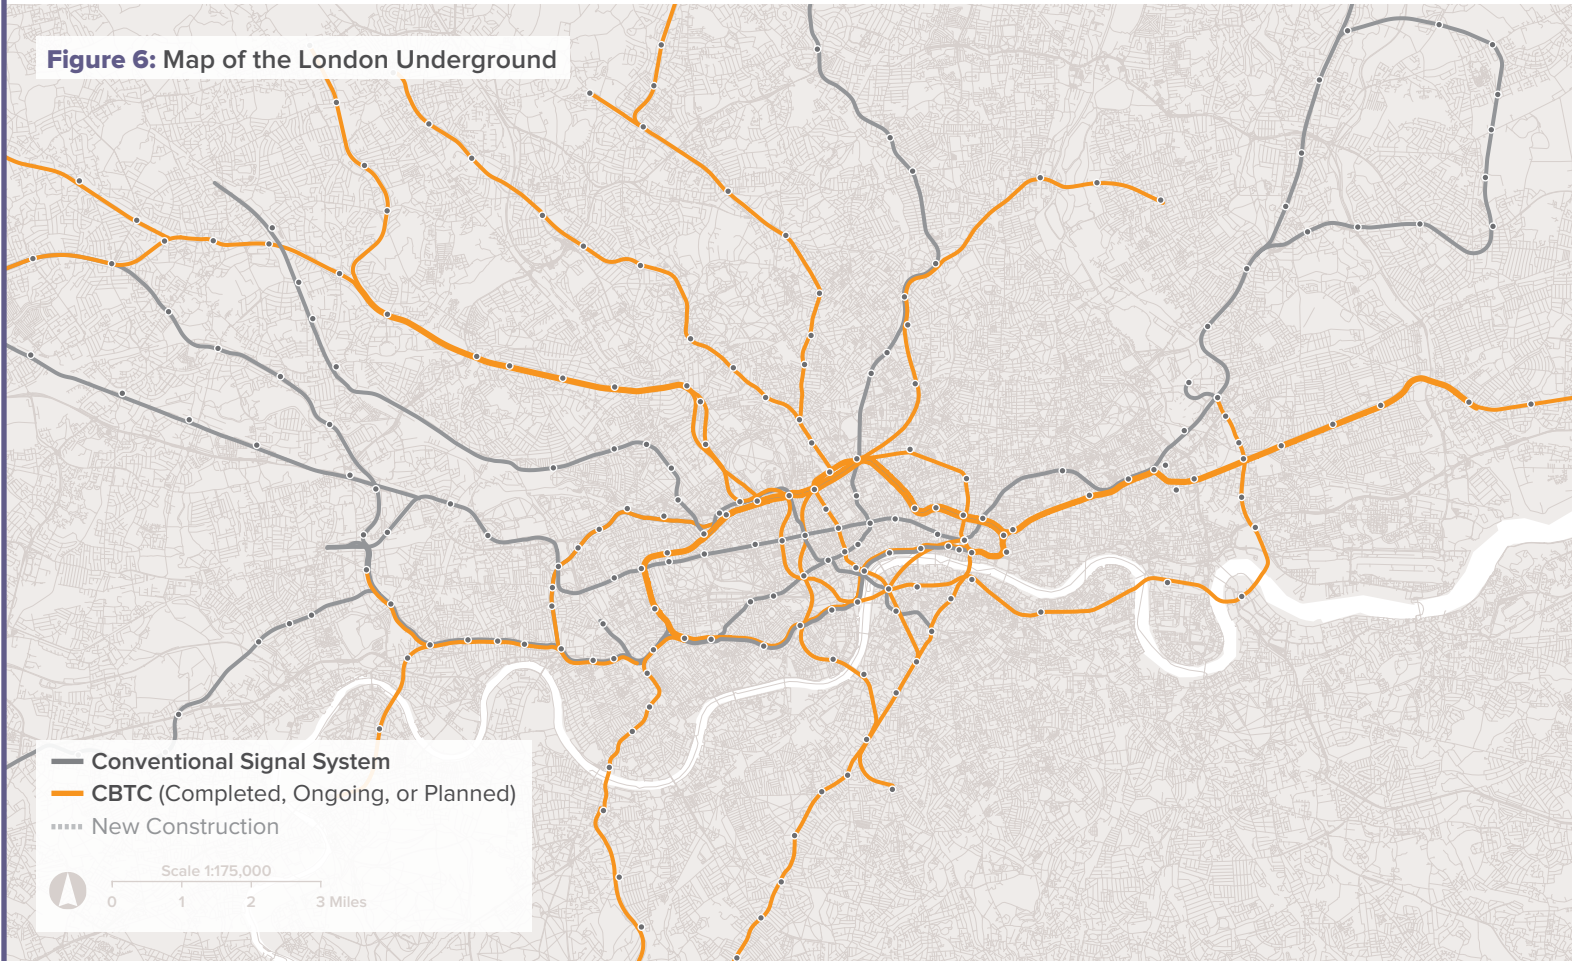 Figure 6: Map of the London Underground
Conventional Signal System
CBTC (Completed, Ongoing, or Planned)
New Construction
Scale 1:175,000
0 1 2 3 Miles